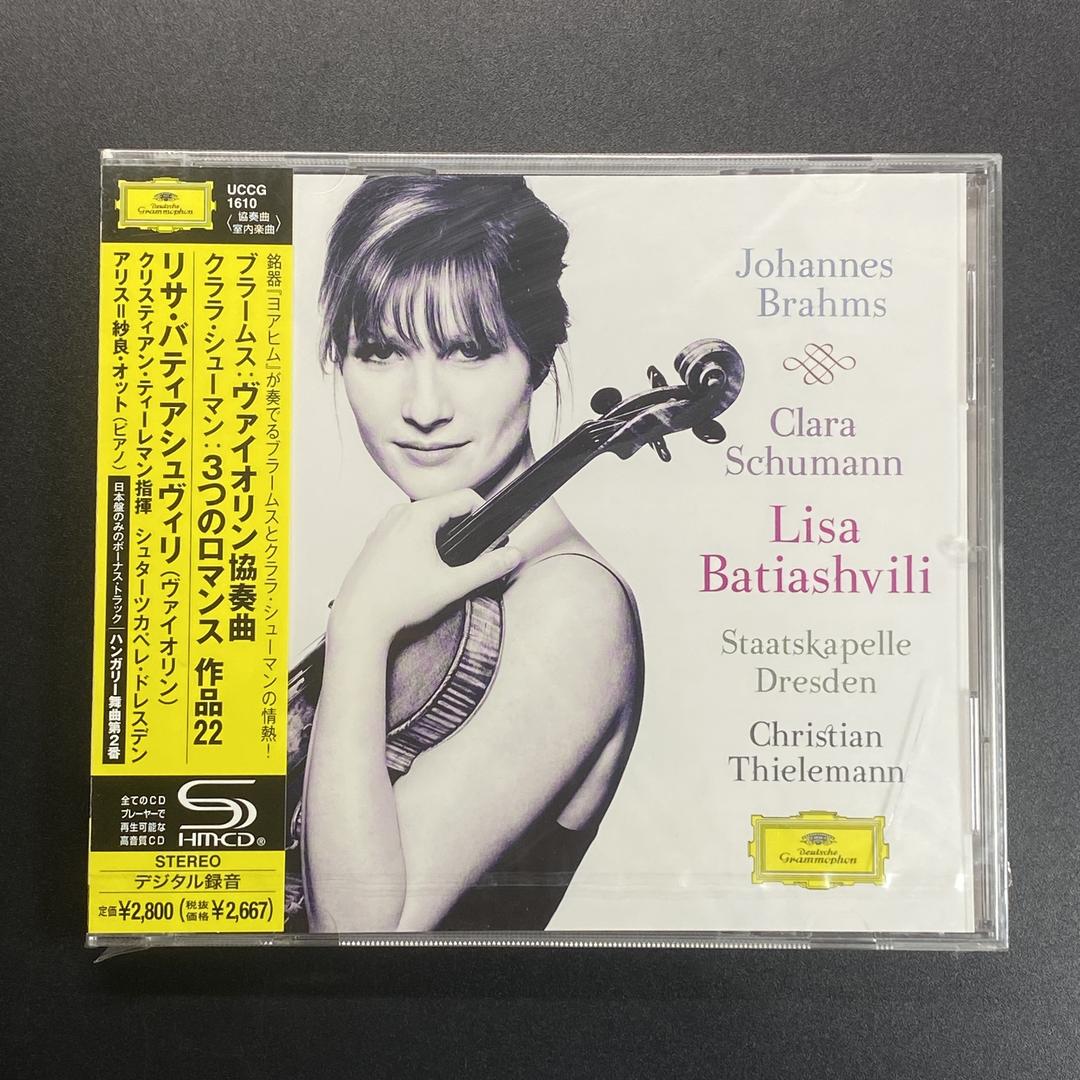 Deutsche
Grammophon
UCCG
1610
〈協奏曲
室内楽曲〉
銘器『ヨアヒム』が奏でるブラームスとクララ・シューマンの情熱！
ブラームス：ヴァイオリン協奏曲
クララ・シューマン：3つのロマンス 作品22
リサ・バティアシュヴィリ（ヴァイオリン）
クリスティアン・ティーレマン指揮 シュターツカペレ・ドレスデン
アリス＝紗良・オット（ピアノ）
日本盤のみのボーナス・トラック｜ハンガリー舞曲第2番
全てのCD
プレーヤーで
再生可能な
高音質CD
SHM-CD®
STEREO
デジタル録音
定価¥2,800（税抜価格¥2,667）
Johannes
Brahms
Clara
Schumann
Lisa
Batiashvili
Staatskapelle
Dresden
Christian
Thielemann
Deutsche
Grammophon